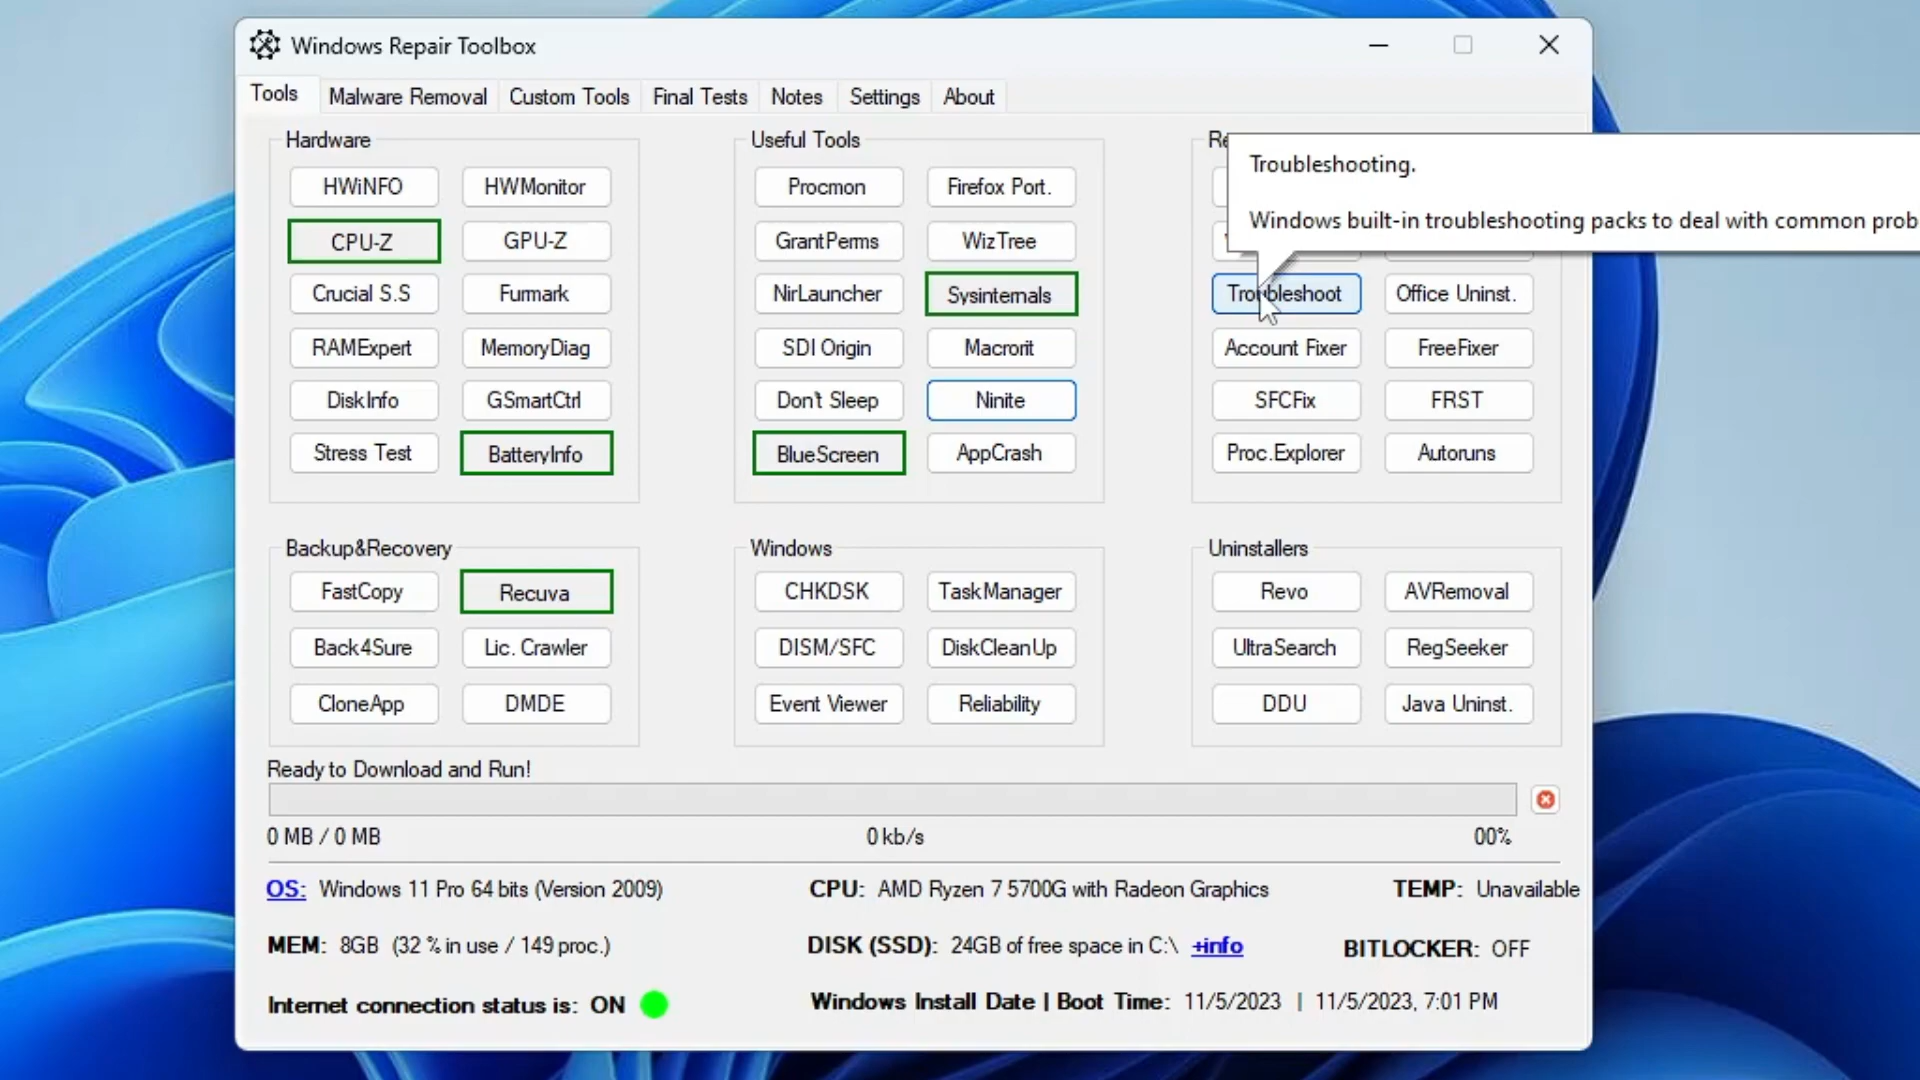 Windows Repair Toolbox
Tools
Malware Removal
Custom Tools
Final Tests
Notes
Settings
About
Hardware
HWiNFO
HWMonitor
CPU-Z
GPU-Z
Crucial S.S
Furmark
RAMExpert
MemoryDiag
DiskInfo
GSmartCtrl
Stress Test
BatteryInfo
Useful Tools
Procmon
Firefox Port.
GrantPerms
WizTree
NirLauncher
Sysinternals
SDI Origin
Macrorit
Don't Sleep
Ninite
BlueScreen
AppCrash
Re
Troubleshooting.
Windows built-in troubleshooting packs to deal with common prob
Troubleshoot
Office Uninst.
Account Fixer
FreeFixer
SFCFix
FRST
Proc.Explorer
Autoruns
Backup&Recovery
FastCopy
Recuva
Back4Sure
Lic. Crawler
CloneApp
DMDE
Windows
CHKDSK
TaskManager
DISM/SFC
DiskCleanUp
Event Viewer
Reliability
Uninstallers
Revo
AVRemoval
UltraSearch
RegSeeker
DDU
Java Uninst.
Ready to Download and Run!
0 MB / 0 MB
0 kb/s
00%
OS: Windows 11 Pro 64 bits (Version 2009)
CPU: AMD Ryzen 7 5700G with Radeon Graphics
TEMP: Unavailable
MEM: 8GB (32 % in use / 149 proc.)
DISK (SSD): 24GB of free space in C:\ +info
BITLOCKER: OFF
Internet connection status is: ON
Windows Install Date | Boot Time: 11/5/2023 | 11/5/2023, 7:01 PM